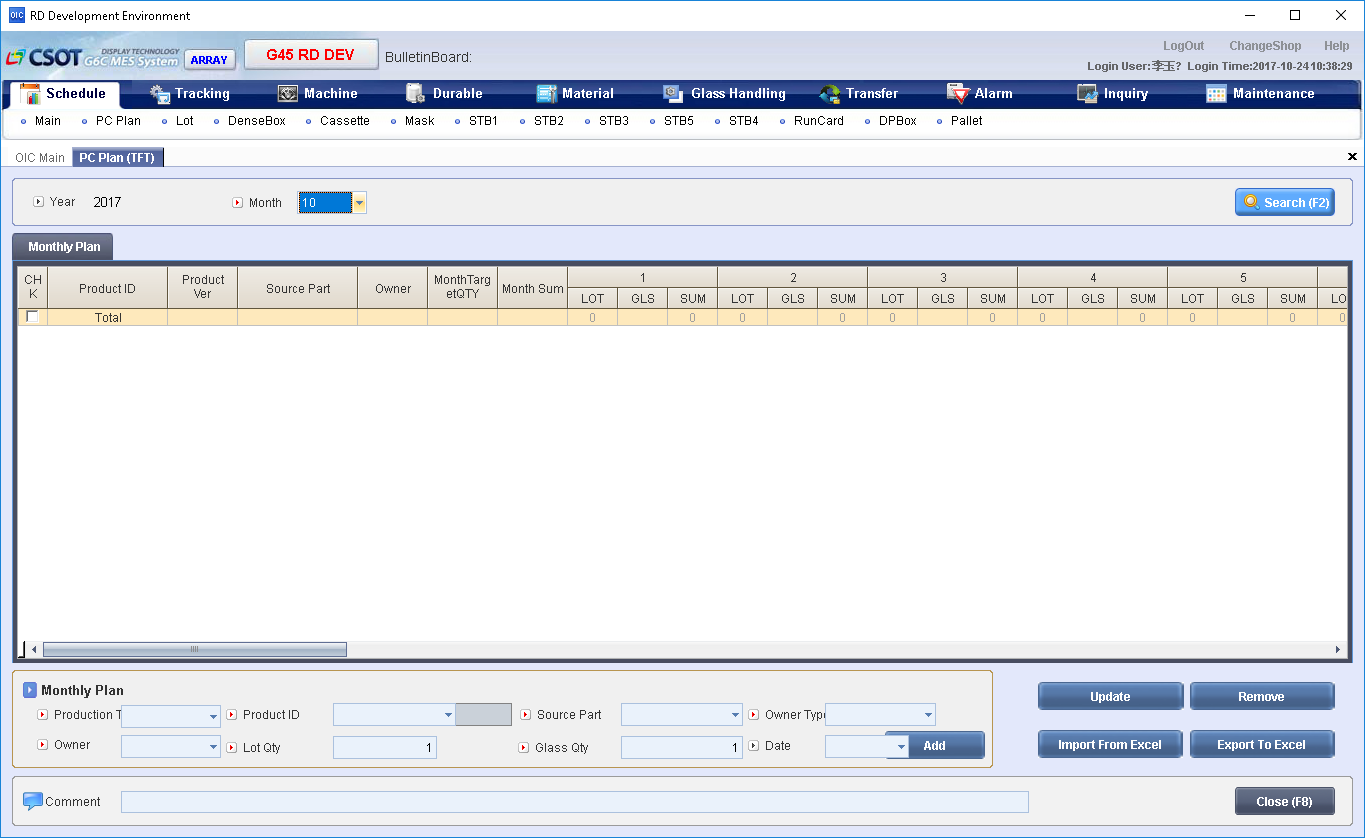 OIC RD Development Environment
CSOT DISPLAY TECHNOLOGY G6C MES System ARRAY G45 RD DEV BulletinBoard:
LogOut ChangeShop Help
Login User:李玉? Login Time:2017-10-24 10:38:29
Schedule Tracking Machine Durable Material Glass Handling Transfer Alarm Inquiry Maintenance
Main PC Plan Lot DenseBox Cassette Mask STB1 STB2 STB3 STB5 STB4 RunCard DPBox Pallet
OIC Main PC Plan (TFT)
Year 2017 Month 10 Search (F2)
Monthly Plan
CH
K Product ID Product
Ver Source Part Owner MonthTarg
etQTY Month Sum 1 2 3 4 5
LOT GLS SUM LOT GLS SUM LOT GLS SUM LOT GLS SUM LOT GLS SUM LO
Total 0 0 0 0 0 0 0 0 0 0 0
Monthly Plan
Production T Product ID Source Part Owner Type
Owner Lot Qty 1 Glass Qty 1 Date Add
Update Remove
Import From Excel Export To Excel
Comment Close (F8)